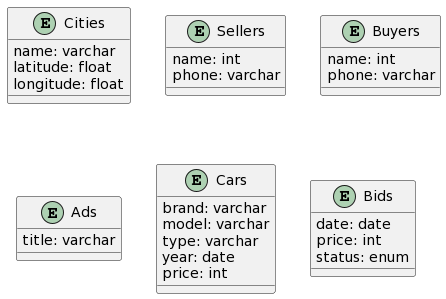 E Cities
name: varchar
latitude: float
longitude: float
E Sellers
name: int
phone: varchar
E Buyers
name: int
phone: varchar
E Ads
title: varchar
E Cars
brand: varchar
model: varchar
type: varchar
year: date
price: int
E Bids
date: date
price: int
status: enum